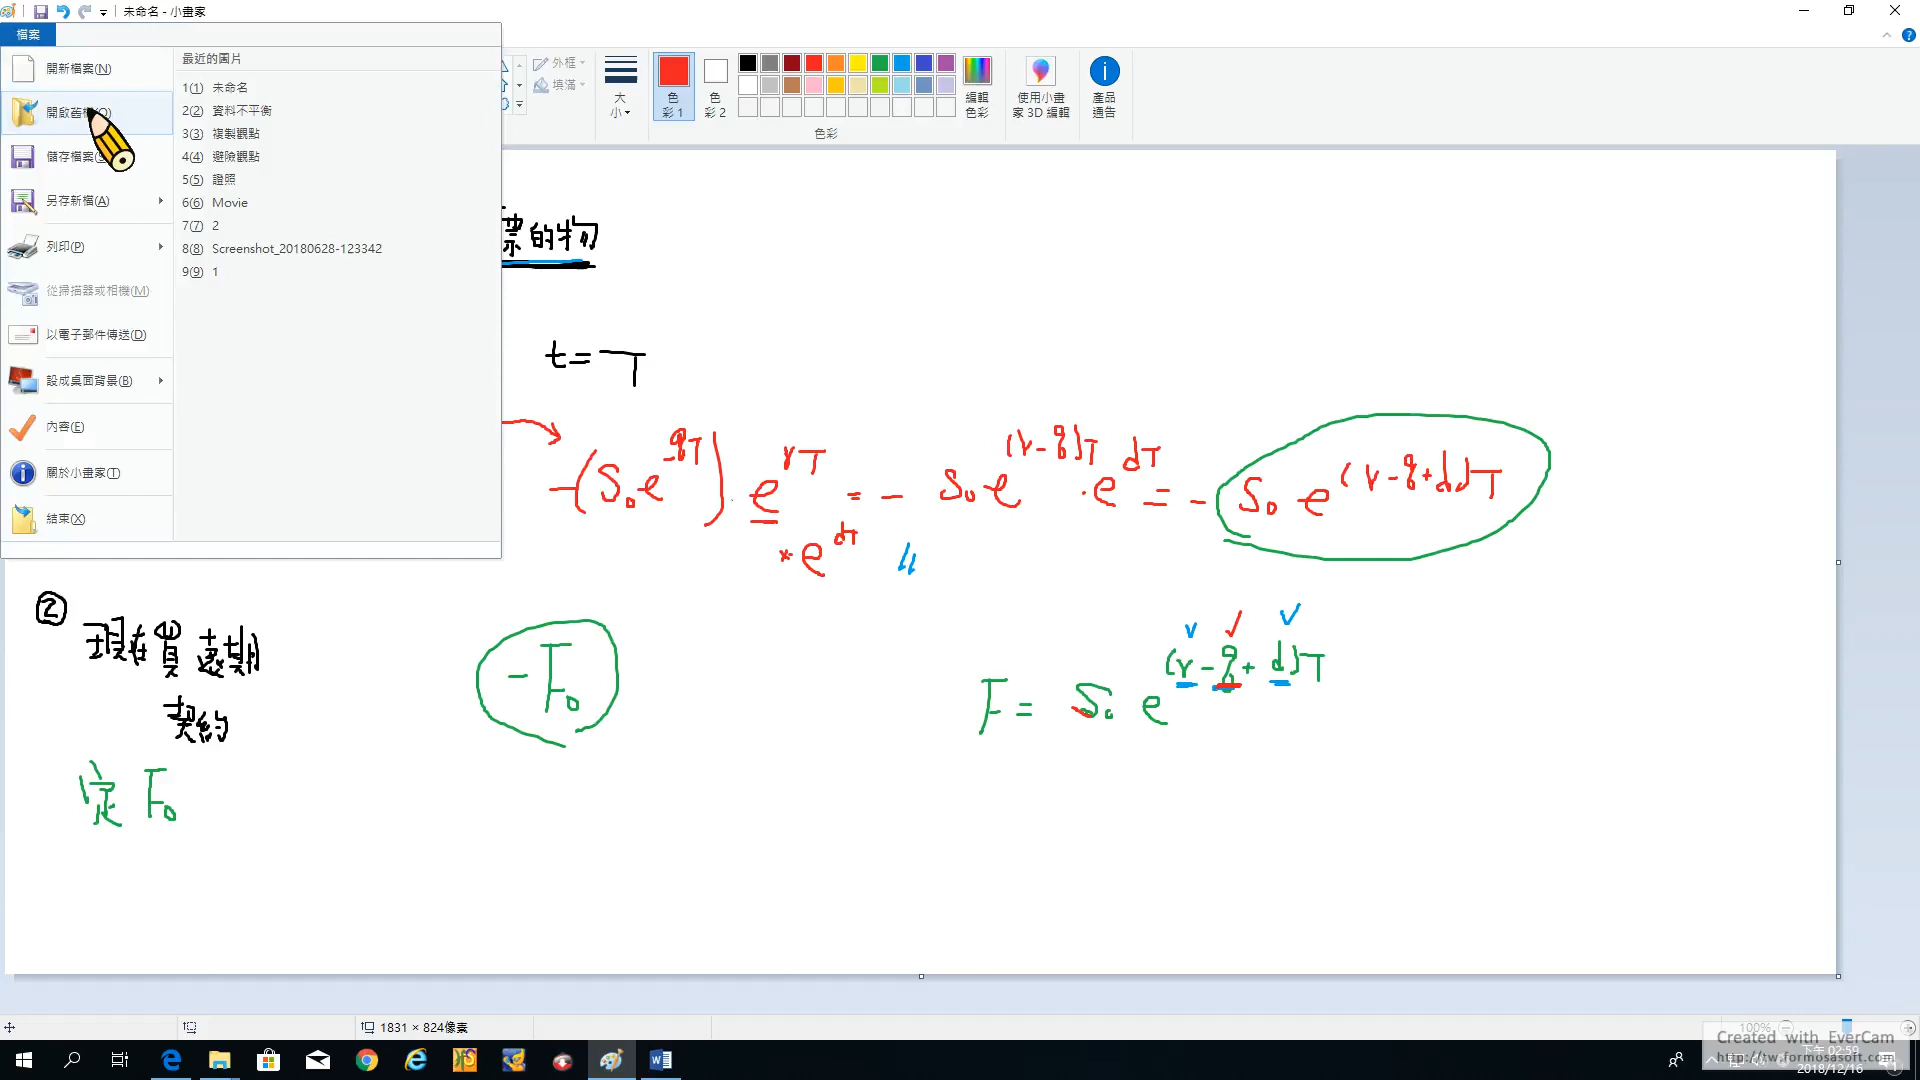 未命名 - 小畫家
檔案
開新檔案(N)
開啟舊檔(O)
儲存檔案(S)
另存新檔(A)
列印(P)
從掃描器或相機(M)
以電子郵件傳送(D)
設成桌面背景(B)
內容(E)
關於小畫家(T)
結束(X)
最近的圖片
1(1) 未命名
2(2) 資料不平衡
3(3) 複製觀點
4(4) 避險觀點
5(5) 證照
6(6) Movie
7(7) 2
8(8) Screenshot_20180628-123342
9(9) 1
外框
填滿
大小
色彩 1
色彩 2
編輯色彩
使用小畫家 3D 編輯
產品通告
色彩
標的物
t = T
-(S₀e^{-qT}) · e^{rT} = - S₀e^{(r-q)T} · e^{dT} = - S₀ e^{(r-q+d)T}
* e^{dT}
②
現在買遠期
契約
定 F₀
- F₀
F = S₀ e^{(r-q+d)T}
1831 × 824像素
100%
Created with EverCam
http://tw.formosasoft.com
下午 02:59
2018/12/16